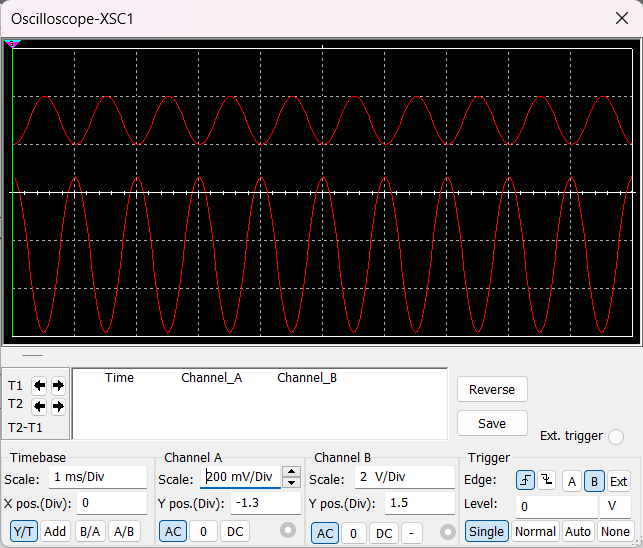 Oscilloscope-XSC1
T1
T2
T2-T1
Time Channel_A Channel_B
Reverse
Save
Ext. trigger
Timebase
Scale: 1 ms/Div
X pos.(Div): 0
Y/T Add B/A A/B
Channel A
Scale: 200 mV/Div
Y pos.(Div): -1.3
AC 0 DC
Channel B
Scale: 2 V/Div
Y pos.(Div): 1.5
AC 0 DC -
Trigger
Edge: A B Ext
Level: 0 V
Single Normal Auto None